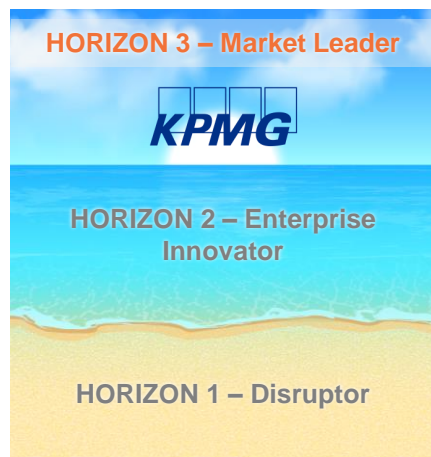 HORIZON 3 – Market Leader
KPMG
HORIZON 2 – Enterprise
Innovator
HORIZON 1 – Disruptor